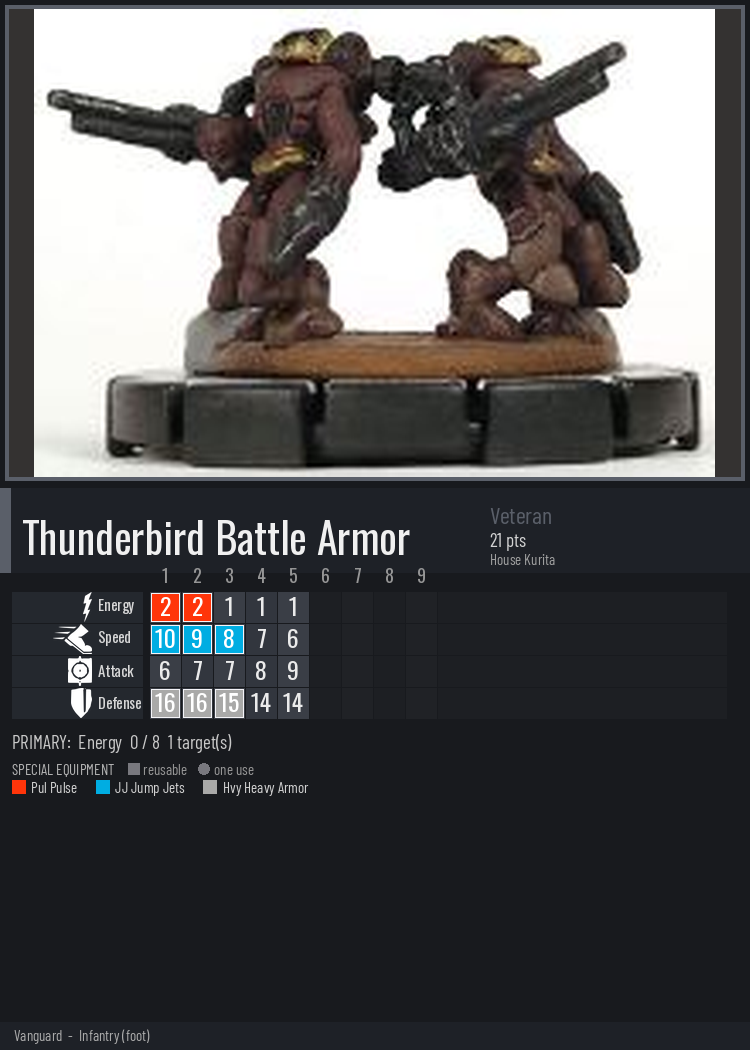 Thunderbird Battle Armor
Veteran
21 pts
House Kurita
1 2 3 4 5 6 7 8 9
Energy 2 2 1 1 1
Speed 10 9 8 7 6
Attack 6 7 7 8 9
Defense 16 16 15 14 14
PRIMARY: Energy 0 / 8 1 target(s)
SPECIAL EQUIPMENT reusable one use
Pul Pulse JJ Jump Jets Hvy Heavy Armor
Vanguard - Infantry (foot)